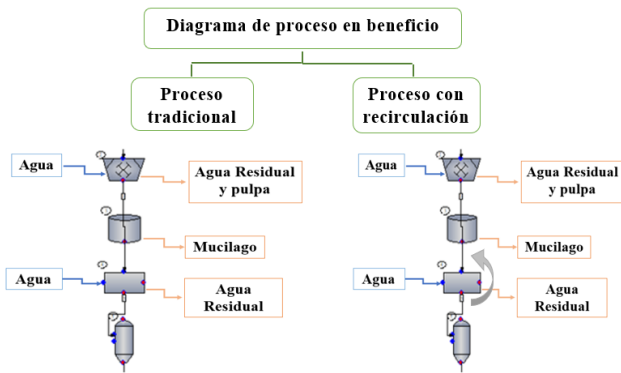 Diagrama de proceso en beneficio
Proceso
tradicional
Agua
Agua Residual
y pulpa
Mucilago
Agua
Agua
Residual
Proceso con
recirculación
Agua
Agua Residual
y pulpa
Mucilago
Agua
Agua
Residual